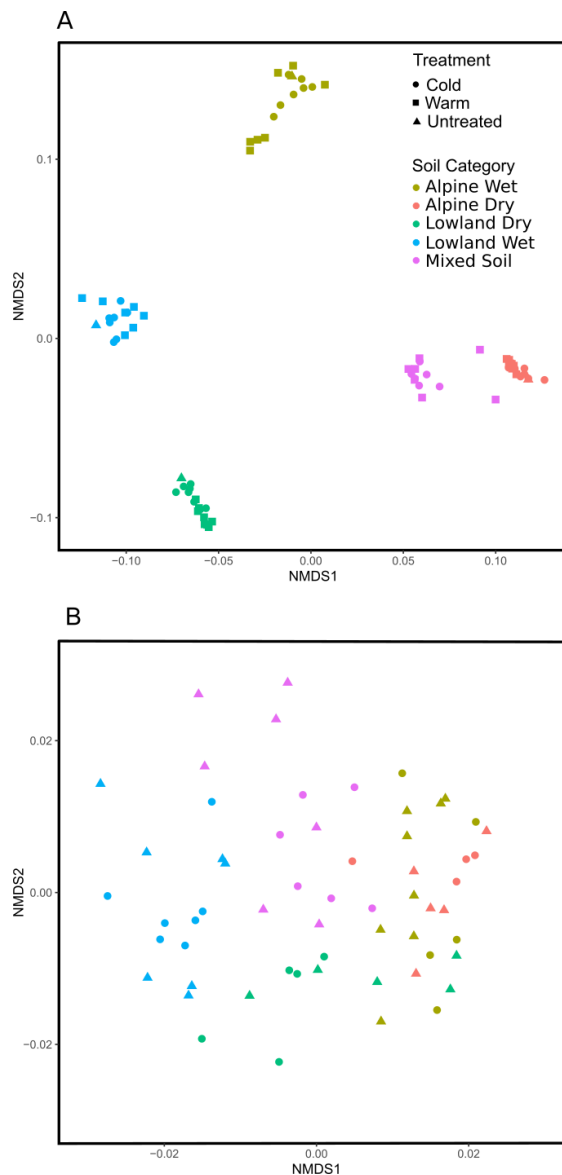 A
Treatment
Cold
Warm
Untreated
Soil Category
Alpine Wet
Alpine Dry
Lowland Dry
Lowland Wet
Mixed Soil
0.1
0.0
−0.1
NMDS2
−0.10
−0.05
0.00
0.05
0.10
NMDS1
B
0.02
0.00
−0.02
NMDS2
−0.02
0.00
0.02
NMDS1